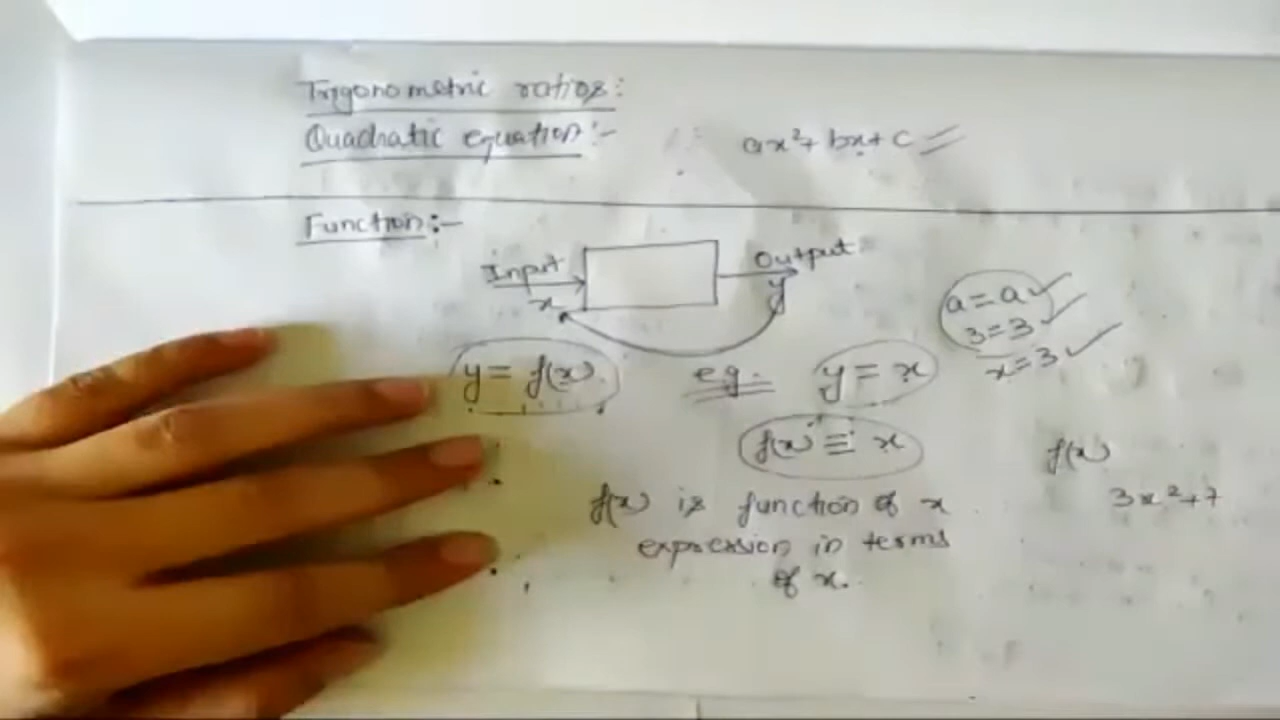 Trigonometric ratios:
Quadratic equation:-
ax²+bx+c
Function:-
Input
x
Output
y
a=a
3=3
x=3
y = f(x)
eg.
y = x
f(x) ≡ x
f(x)
3x²+7
f(x) is function of x
expression in terms
of x.